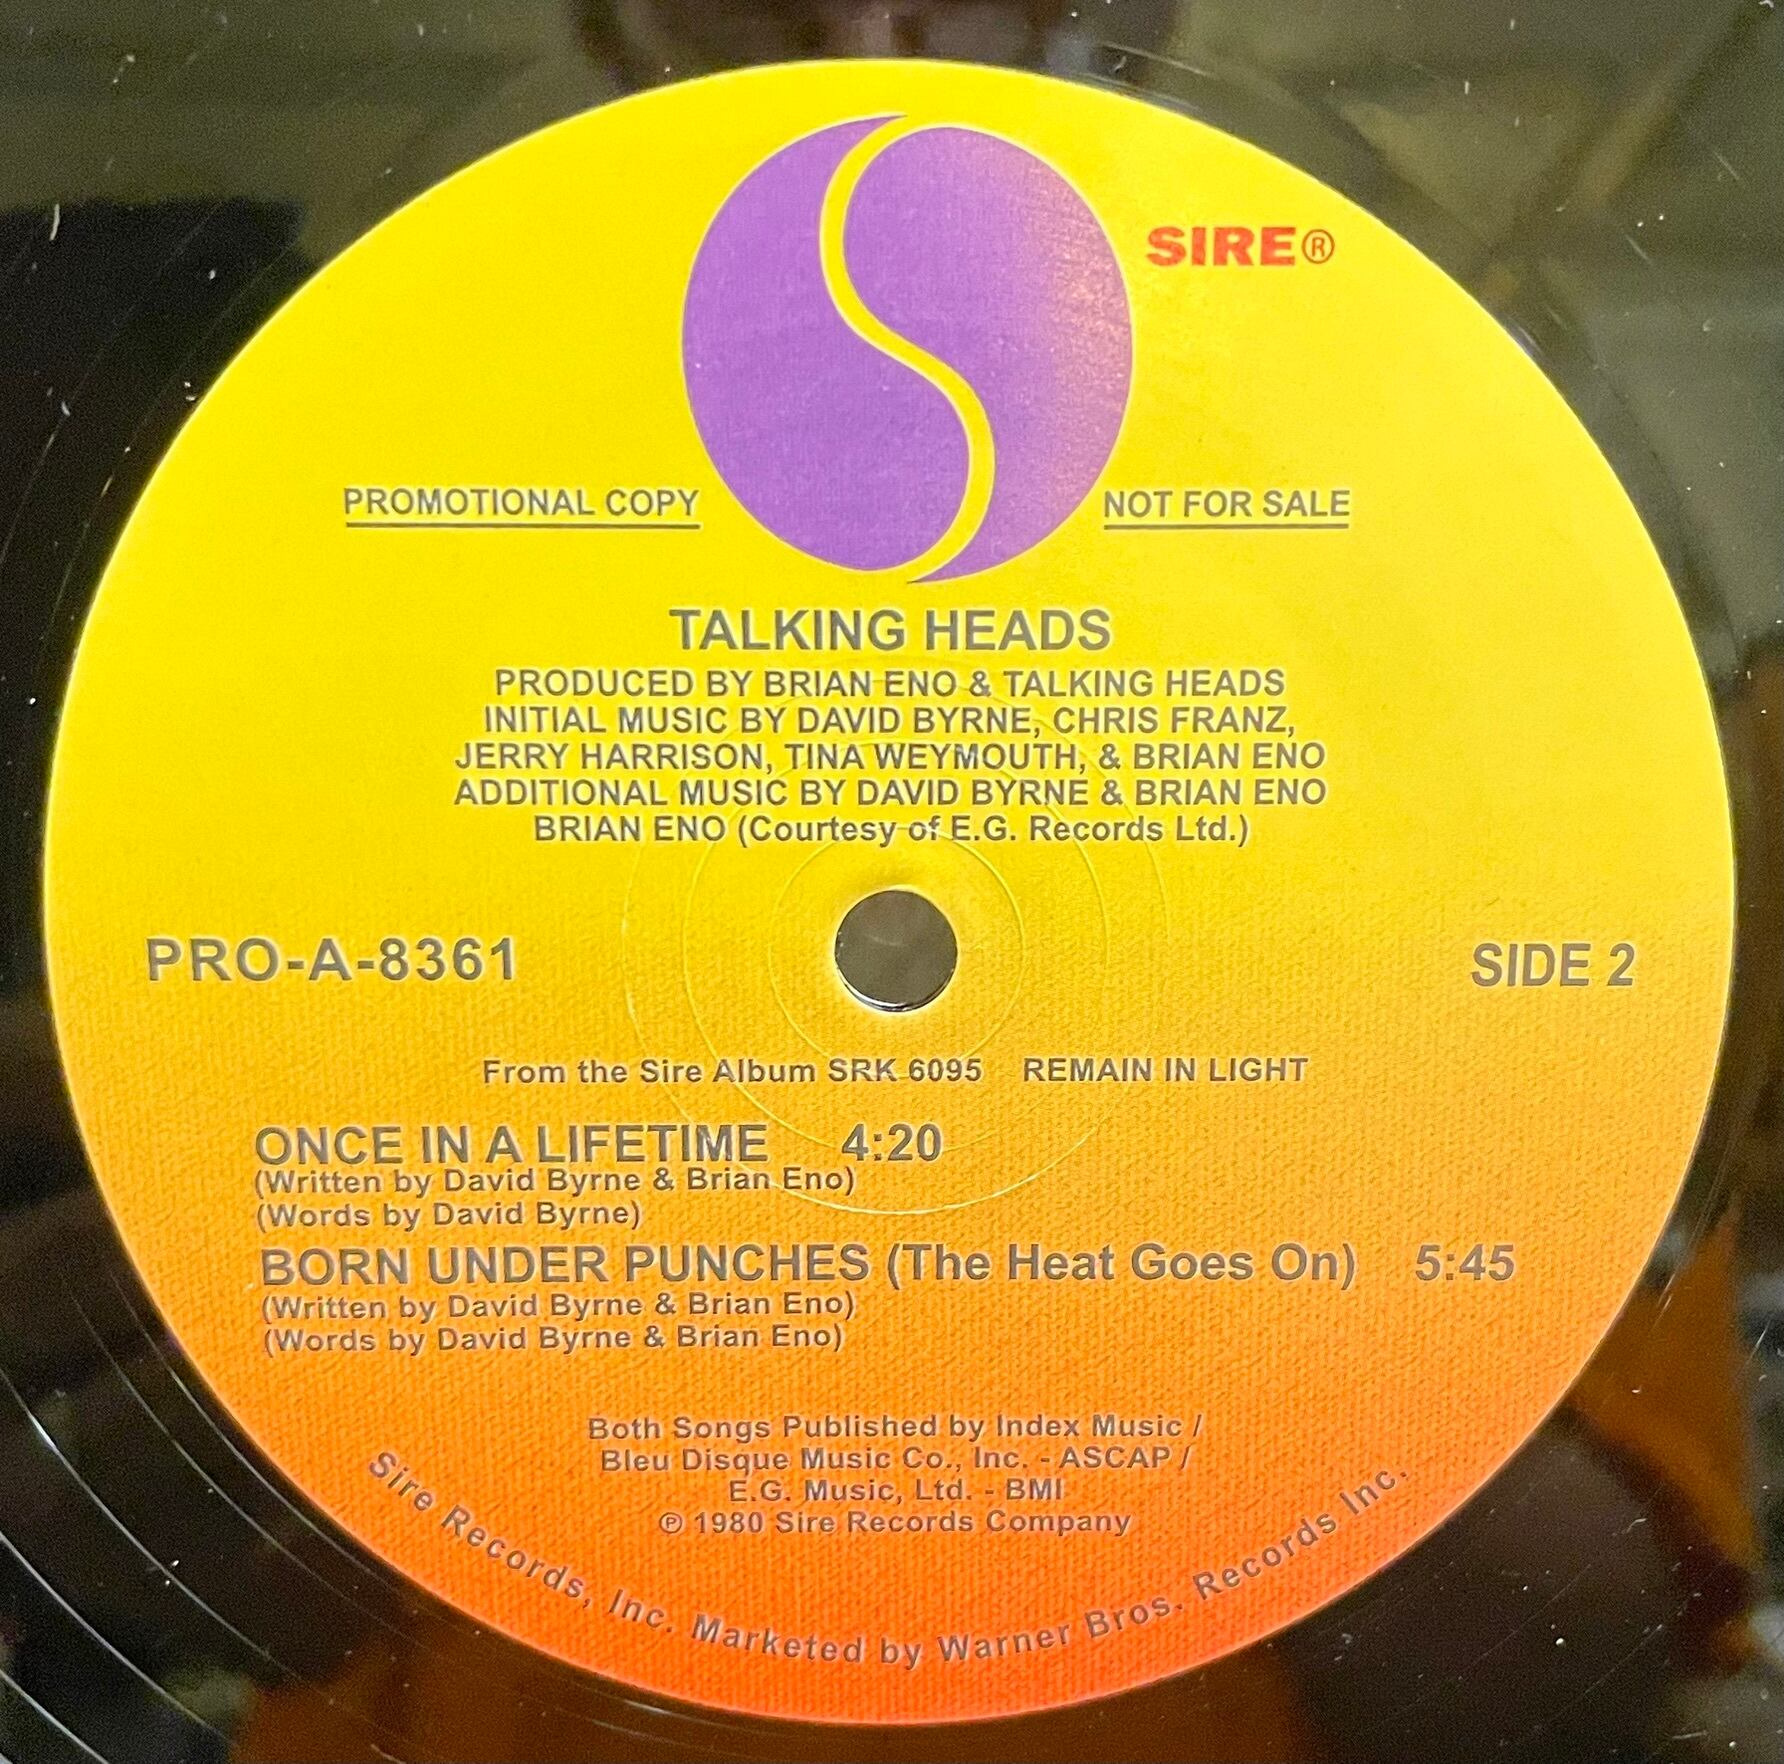 SIRE®
PROMOTIONAL COPY NOT FOR SALE
TALKING HEADS
PRODUCED BY BRIAN ENO & TALKING HEADS
INITIAL MUSIC BY DAVID BYRNE, CHRIS FRANZ,
JERRY HARRISON, TINA WEYMOUTH, & BRIAN ENO
ADDITIONAL MUSIC BY DAVID BYRNE & BRIAN ENO
BRIAN ENO (Courtesy of E.G. Records Ltd.)
PRO-A-8361 SIDE 2
From the Sire Album SRK 6095 REMAIN IN LIGHT
ONCE IN A LIFETIME 4:20
(Written by David Byrne & Brian Eno)
(Words by David Byrne)
BORN UNDER PUNCHES (The Heat Goes On) 5:45
(Written by David Byrne & Brian Eno)
(Words by David Byrne & Brian Eno)
Both Songs Published by Index Music /
Bleu Disque Music Co., Inc. - ASCAP /
E.G. Music, Ltd. - BMI
℗ 1980 Sire Records Company
Sire Records, Inc. Marketed by Warner Bros. Records Inc.